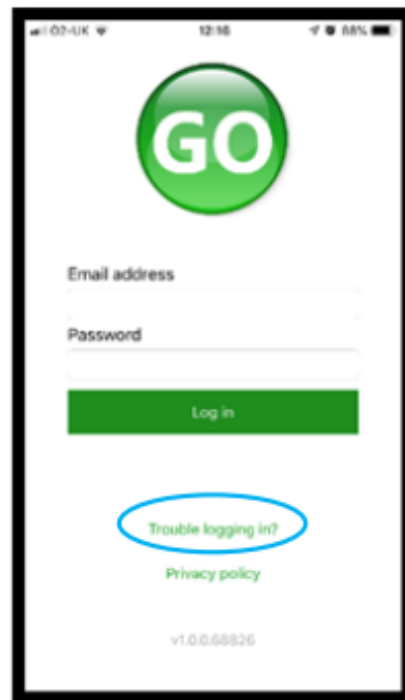 O2-UK 12:16 88%
GO
Email address
Password
Log in
Trouble logging in?
Privacy policy
v1.0.0.68826